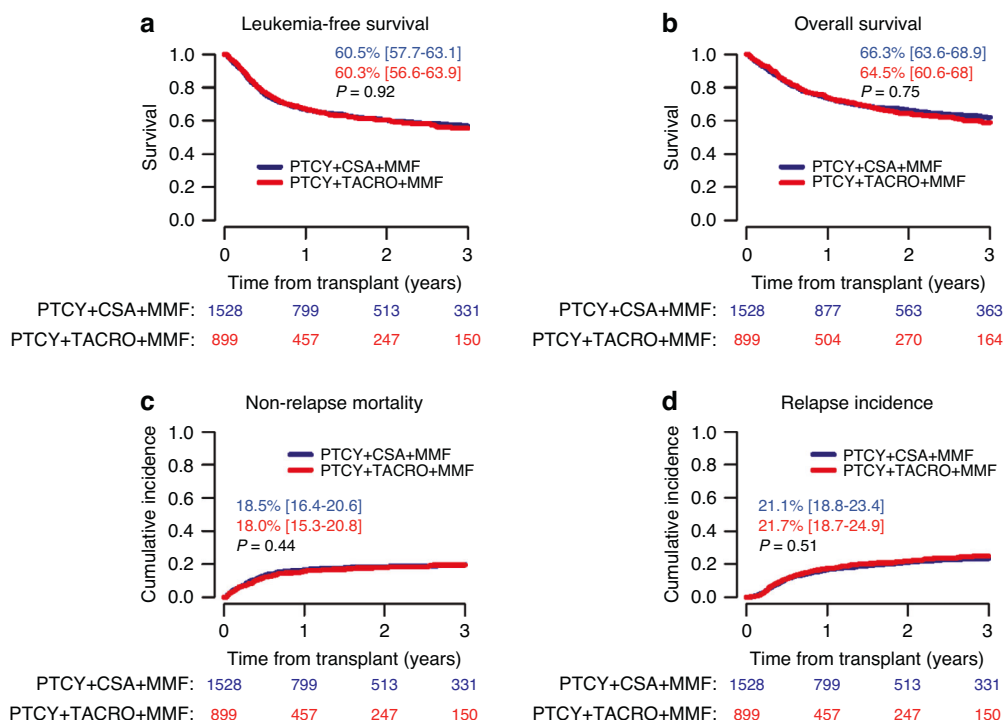 a Leukemia-free survival
1.0
0.8
0.6
0.4
0.2
0.0
Survival
60.5% [57.7-63.1]
60.3% [56.6-63.9]
P = 0.92
PTCY+CSA+MMF
PTCY+TACRO+MMF
0 1 2 3
Time from transplant (years)
PTCY+CSA+MMF: 1528 799 513 331
PTCY+TACRO+MMF: 899 457 247 150
b Overall survival
1.0
0.8
0.6
0.4
0.2
0.0
Survival
66.3% [63.6-68.9]
64.5% [60.6-68]
P = 0.75
PTCY+CSA+MMF
PTCY+TACRO+MMF
0 1 2 3
Time from transplant (years)
PTCY+CSA+MMF: 1528 877 563 363
PTCY+TACRO+MMF: 899 504 270 164
c Non-relapse mortality
1.0
0.8
0.6
0.4
0.2
0.0
Cumulative incidence
PTCY+CSA+MMF
PTCY+TACRO+MMF
18.5% [16.4-20.6]
18.0% [15.3-20.8]
P = 0.44
0 1 2 3
Time from transplant (years)
PTCY+CSA+MMF: 1528 799 513 331
PTCY+TACRO+MMF: 899 457 247 150
d Relapse incidence
1.0
0.8
0.6
0.4
0.2
0.0
Cumulative incidence
PTCY+CSA+MMF
PTCY+TACRO+MMF
21.1% [18.8-23.4]
21.7% [18.7-24.9]
P = 0.51
0 1 2 3
Time from transplant (years)
PTCY+CSA+MMF: 1528 799 513 331
PTCY+TACRO+MMF: 899 457 247 150